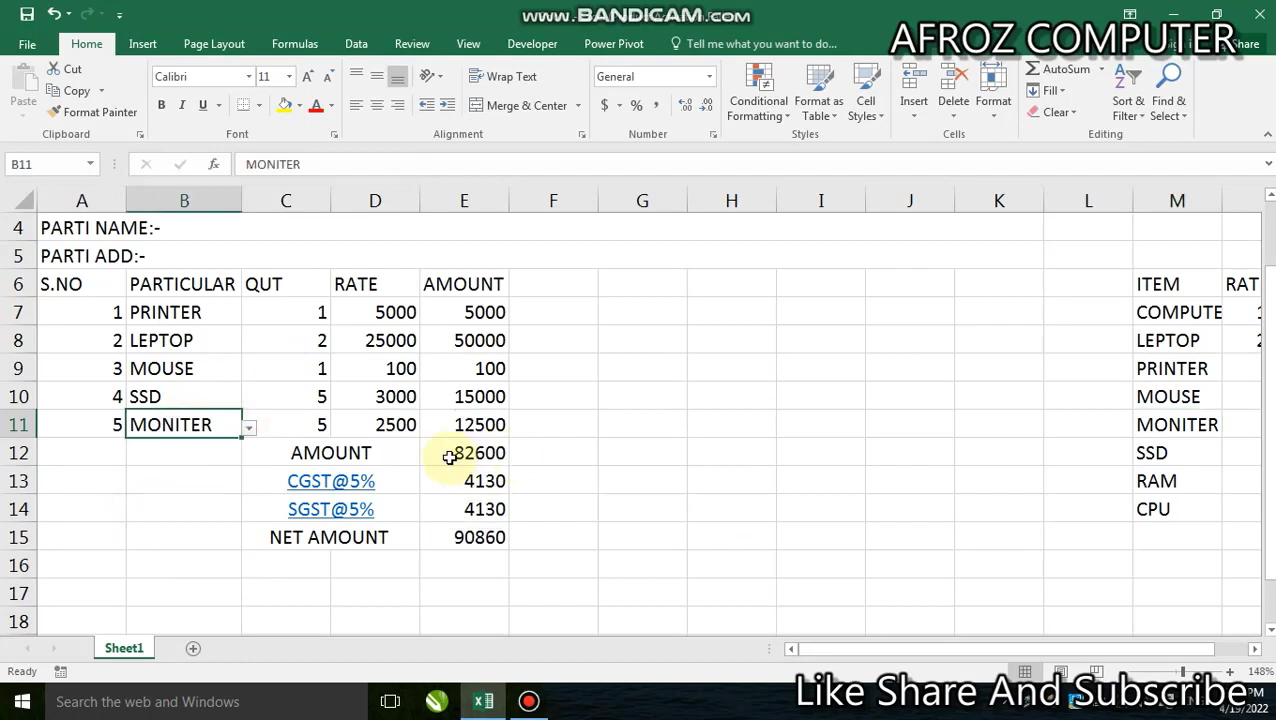 www.BANDICAM.com
AFROZ COMPUTER
File Home Insert Page Layout Formulas Data Review View Developer Power Pivot Tell me what you want to do... Share
Cut
Copy
Format Painter
Paste
Clipboard
Calibri 11
Font
Wrap Text
Merge & Center
Alignment
General
Number
Conditional Formatting
Format as Table
Cell Styles
Styles
Insert Delete Format
Cells
AutoSum
Fill
Clear
Sort & Filter
Find & Select
Editing
B11 MONITER
A B C D E F G H I J K L M
4 PARTI NAME:-
5 PARTI ADD:-
6 S.NO PARTICULAR QUT RATE AMOUNT ITEM RAT
7 1 PRINTER 1 5000 5000 COMPUTE
8 2 LEPTOP 2 25000 50000 LEPTOP
9 3 MOUSE 1 100 100 PRINTER
10 4 SSD 5 3000 15000 MOUSE
11 5 MONITER 5 2500 12500 MONITER
12 AMOUNT 82600 SSD
13 CGST@5% 4130 RAM
14 SGST@5% 4130 CPU
15 NET AMOUNT 90860
16
17
18
Sheet1
Ready 148%
Like Share And Subscribe
Search the web and Windows
4/19/2022